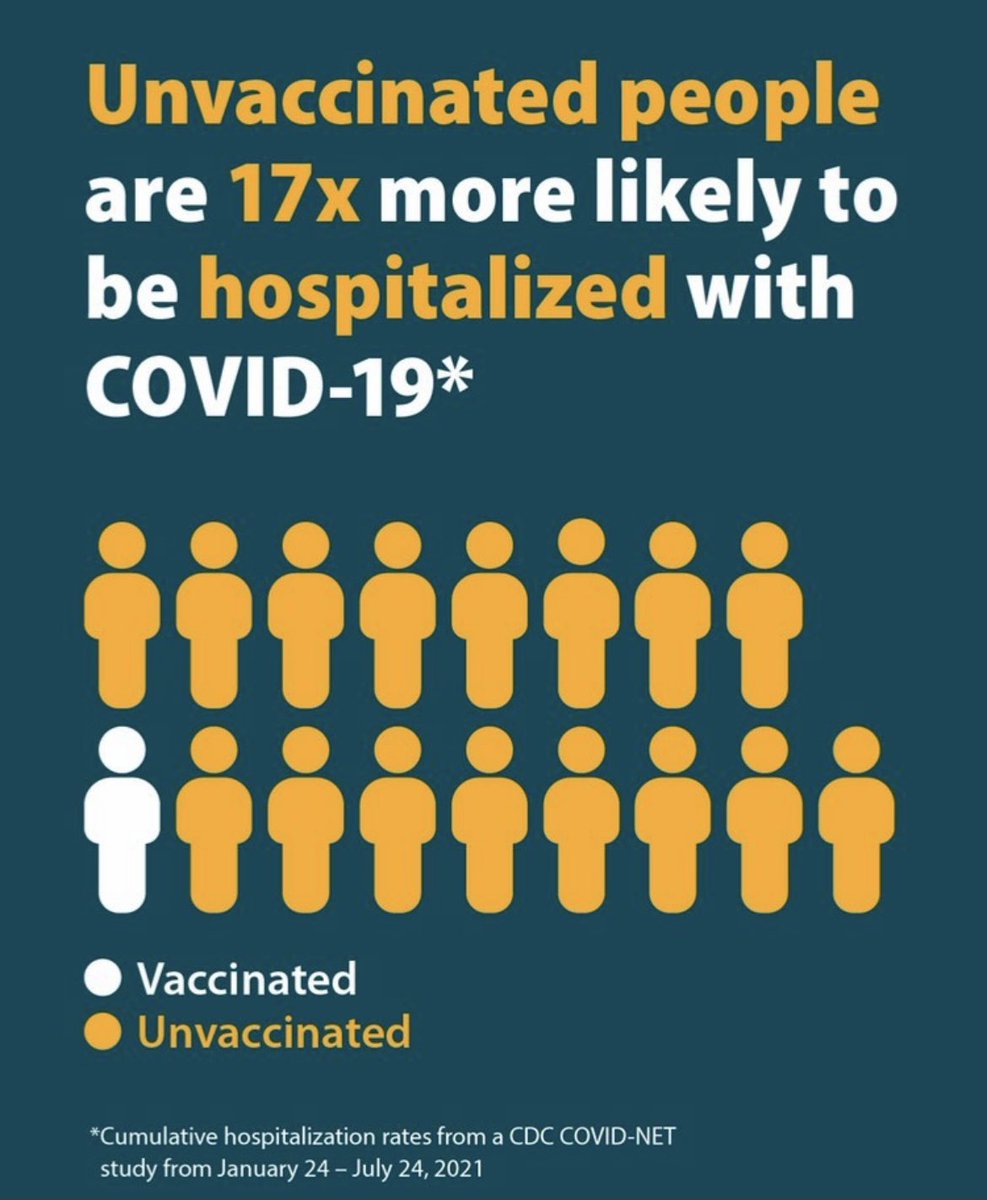 Unvaccinated people
are 17x more likely to
be hospitalized with
COVID-19*
Vaccinated
Unvaccinated
*Cumulative hospitalization rates from a CDC COVID-NET
study from January 24 – July 24, 2021